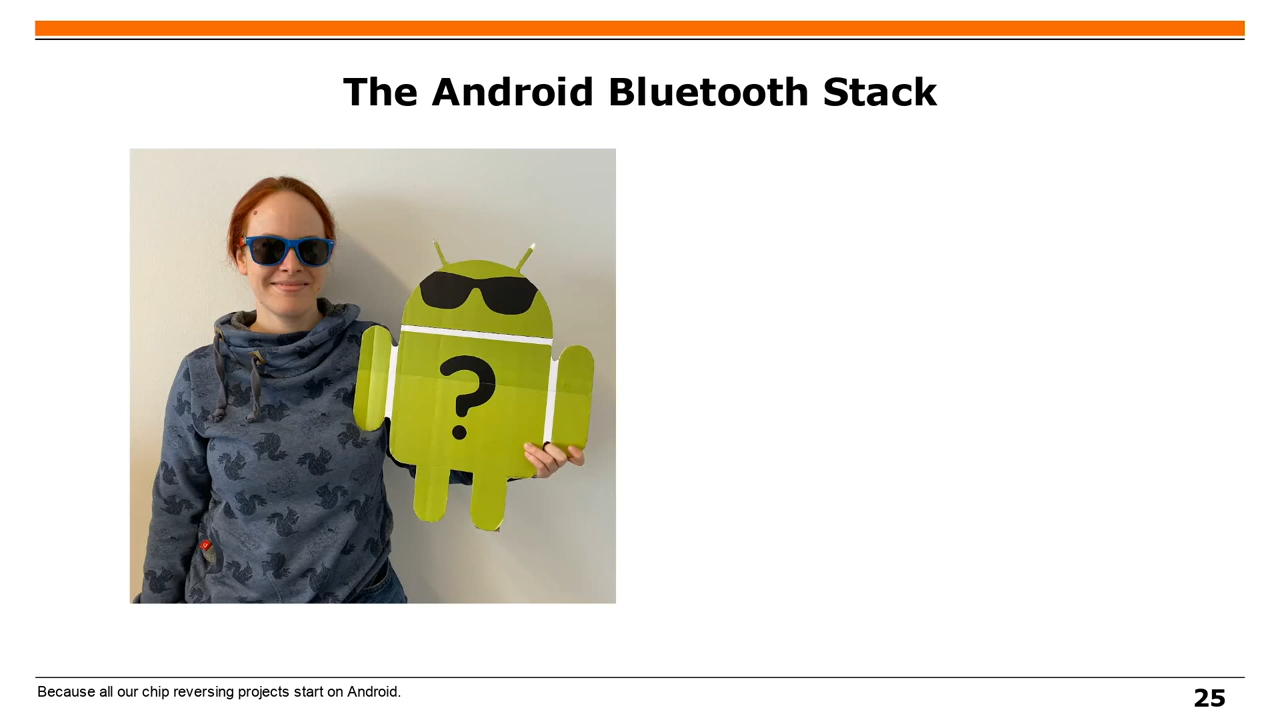 The Android Bluetooth Stack
?
Because all our chip reversing projects start on Android.
25